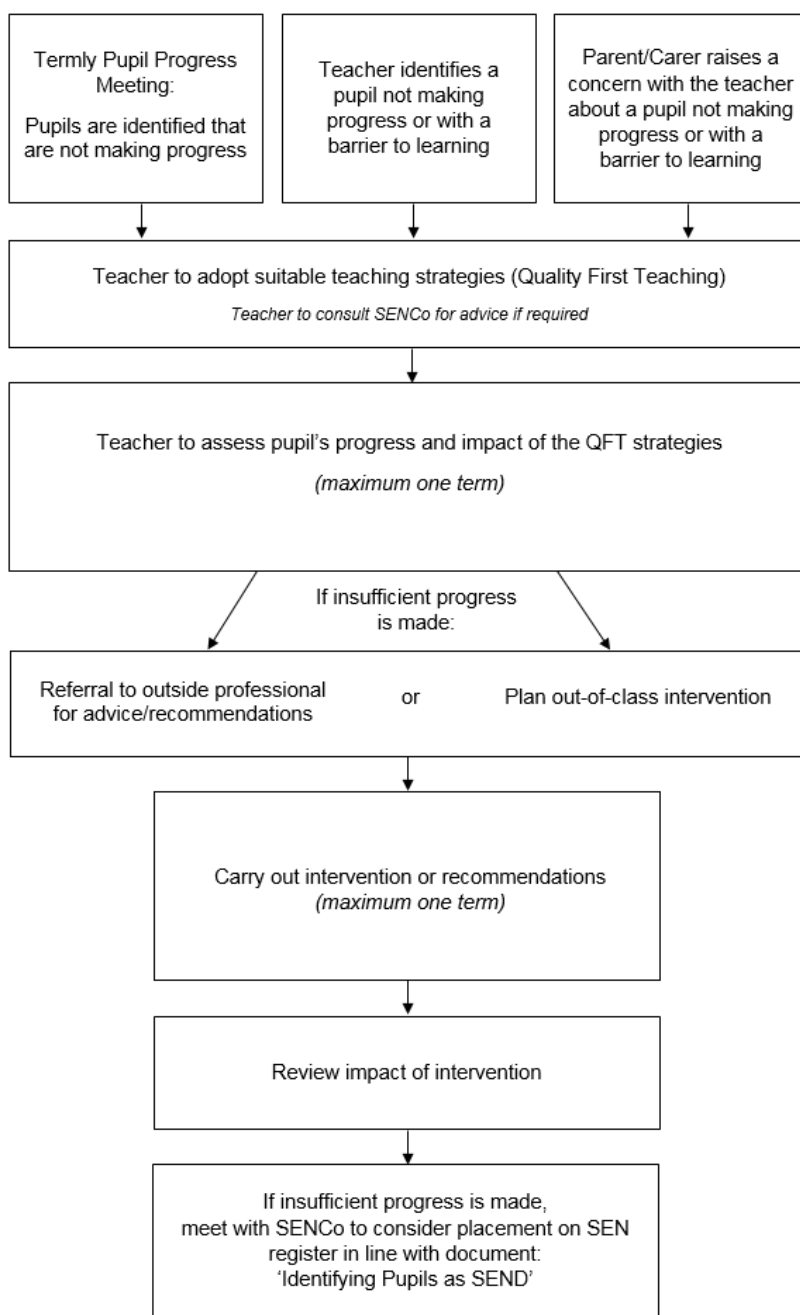 Termly Pupil Progress
Meeting:
Pupils are identified that
are not making progress
Teacher identifies a
pupil not making
progress or with a
barrier to learning
Parent/Carer raises a
concern with the teacher
about a pupil not making
progress or with a
barrier to learning
Teacher to adopt suitable teaching strategies (Quality First Teaching)
Teacher to consult SENCo for advice if required
Teacher to assess pupil's progress and impact of the QFT strategies
(maximum one term)
If insufficient progress
is made:
Referral to outside professional
for advice/recommendations
or
Plan out-of-class intervention
Carry out intervention or recommendations
(maximum one term)
Review impact of intervention
If insufficient progress is made,
meet with SENCo to consider placement on SEN
register in line with document:
‘Identifying Pupils as SEND’